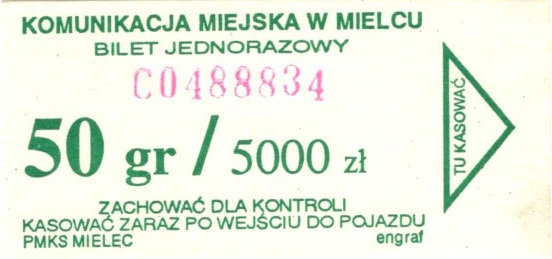 KOMUNIKACJA MIEJSKA W MIELCU
BILET JEDNORAZOWY
C0488834
50 gr / 5000 zł
TU KASOWAĆ
ZACHOWAĆ DLA KONTROLI
KASOWAĆ ZARAZ PO WEJŚCIU DO POJAZDU
PMKS MIELEC engraf